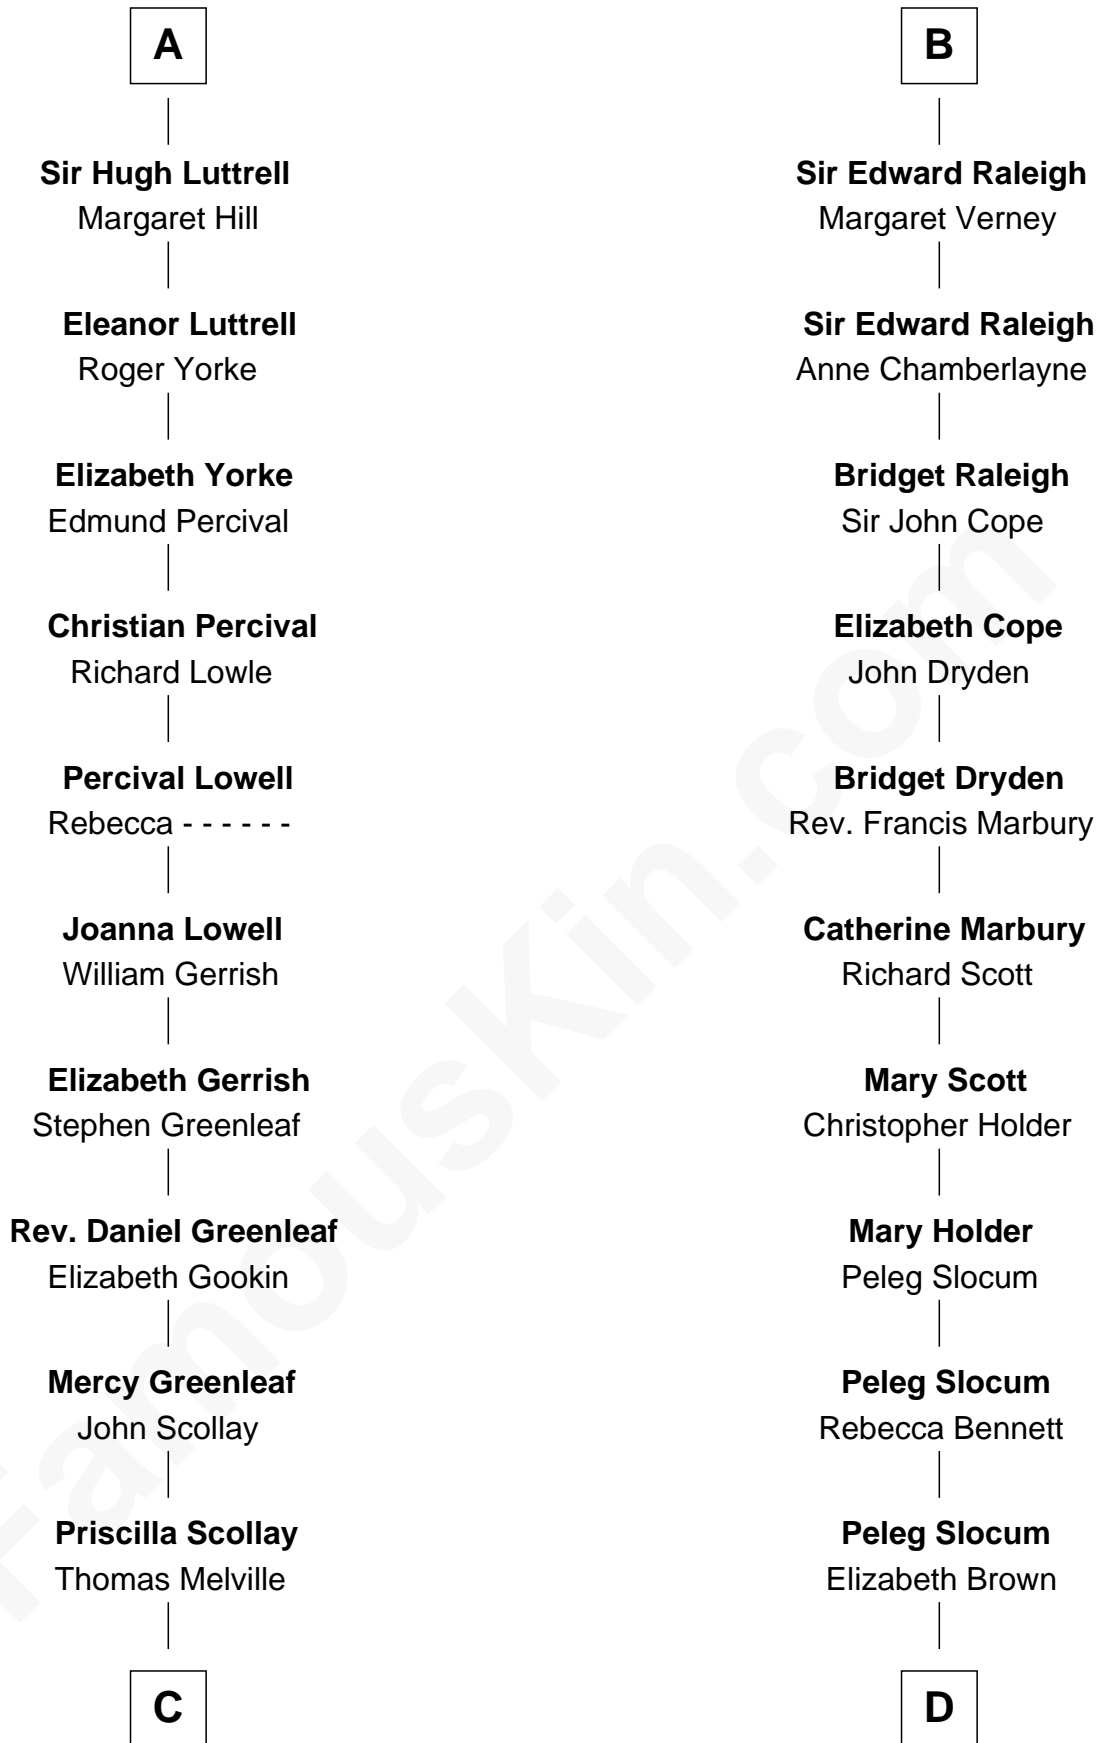 A
Sir Hugh Luttrell
Margaret Hill
Eleanor Luttrell
Roger Yorke
Elizabeth Yorke
Edmund Percival
Christian Percival
Richard Lowle
Percival Lowell
Rebecca - - - - - -
Joanna Lowell
William Gerrish
Elizabeth Gerrish
Stephen Greenleaf
Rev. Daniel Greenleaf
Elizabeth Gookin
Mercy Greenleaf
John Scollay
Priscilla Scollay
Thomas Melville
C
B
Sir Edward Raleigh
Margaret Verney
Sir Edward Raleigh
Anne Chamberlayne
Bridget Raleigh
Sir John Cope
Elizabeth Cope
John Dryden
Bridget Dryden
Rev. Francis Marbury
Catherine Marbury
Richard Scott
Mary Scott
Christopher Holder
Mary Holder
Peleg Slocum
Peleg Slocum
Rebecca Bennett
Peleg Slocum
Elizabeth Brown
D
FamousKin.com